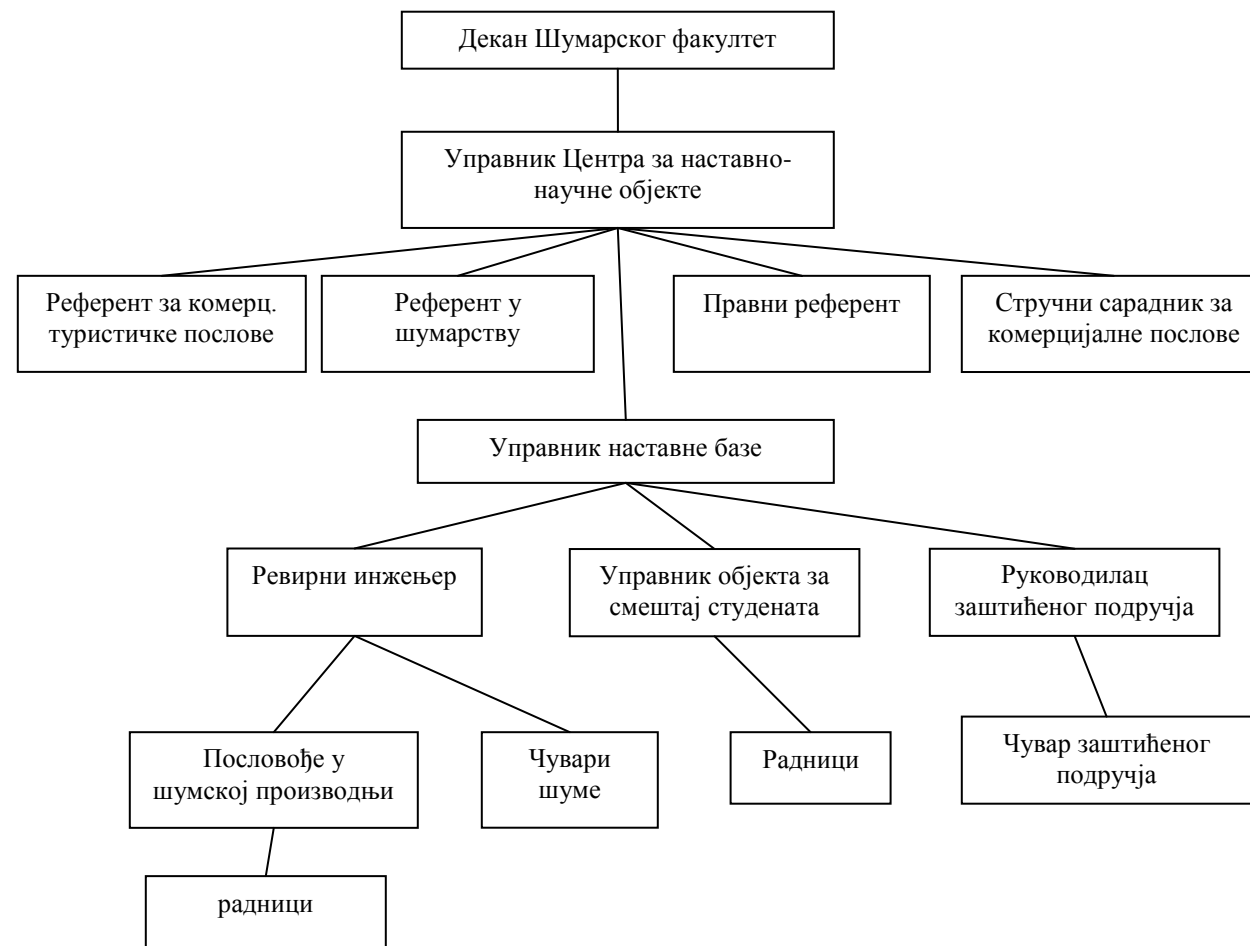 Декан Шумарског факултет
Управник Центра за наставно-
научне објекте
Референт за комерц.
туристичке послове
Референт у
шумарству
Правни референт
Стручни сарадник за
комерцијалне послове
Управник наставне базе
Ревирни инжењер
Управник објекта за
смештај студената
Руководилац
заштићеног подручја
Пословође у
шумској производњи
Чувари
шуме
Радници
Чувар заштићеног
подручја
радници